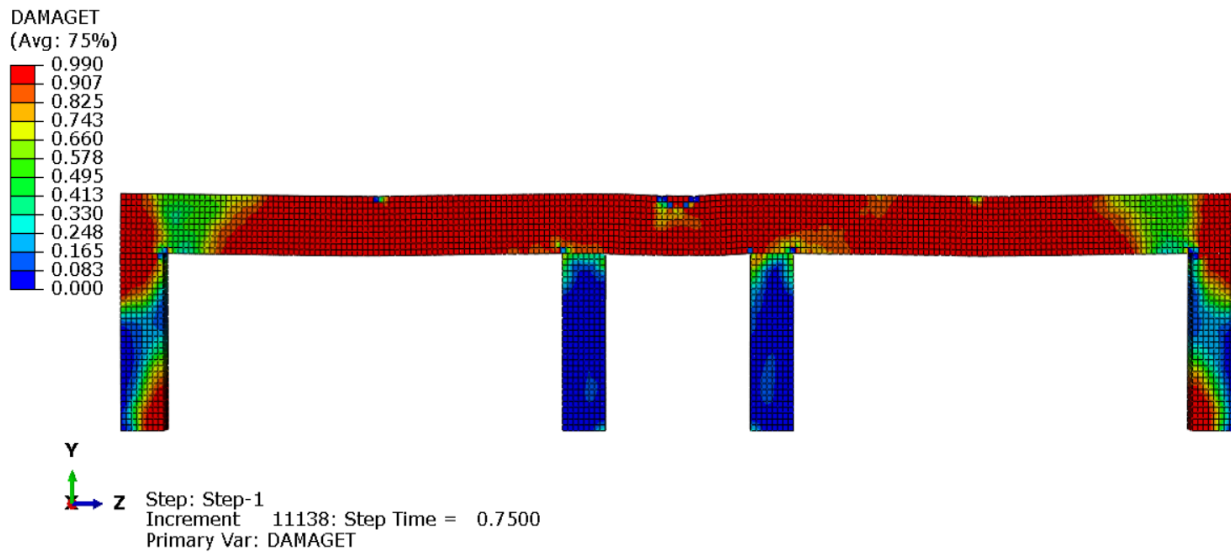 DAMAGET
(Avg: 75%)
0.990
0.907
0.825
0.743
0.660
0.578
0.495
0.413
0.330
0.248
0.165
0.083
0.000
Y
X Z
Step: Step-1
Increment 11138: Step Time = 0.7500
Primary Var: DAMAGET